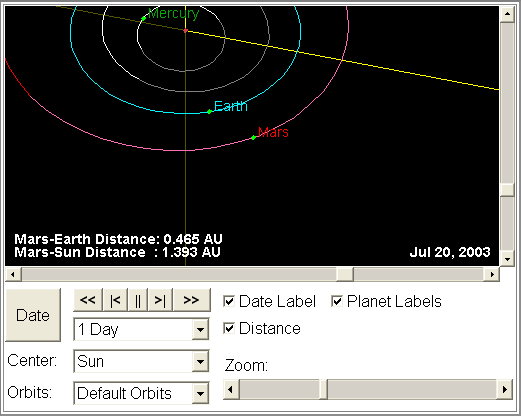 Mercury
Earth
Mars
Mars-Earth Distance: 0.465 AU
Mars-Sun Distance : 1.393 AU
Jul 20, 2003
Date
<< |< || >| >>
Date Label
Planet Labels
1 Day
Distance
Center:
Sun
Zoom:
Orbits:
Default Orbits